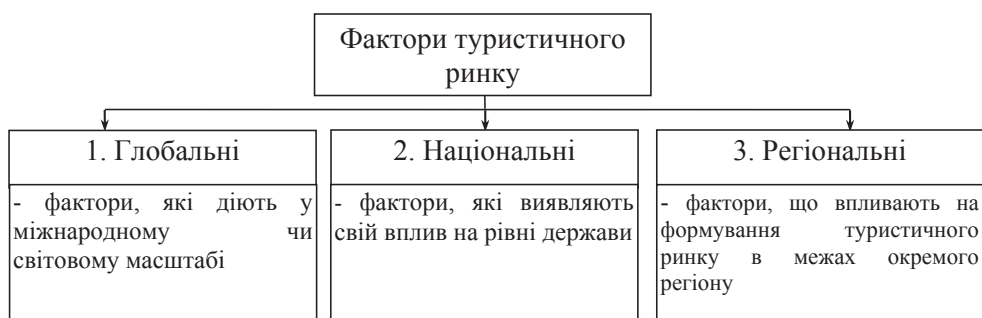 Фактори туристичного
ринку
1. Глобальні
- фактори, які діють у
міжнародному чи
світовому масштабі
2. Національні
- фактори, які виявляють
свій вплив на рівні держави
3. Регіональні
- фактори, що впливають на
формування туристичного
ринку в межах окремого
регіону